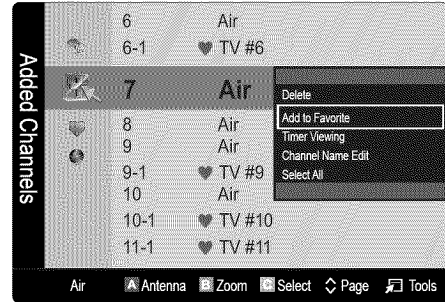 Added Channels
6 Air
6-1 ♥ TV #6
7 Air
8 Air
9 Air
9-1 ♥ TV #9
10 Air
10-1 ♥ TV #10
11-1 ♥ TV #11
Delete
Add to Favorite
Timer Viewing
Channel Name Edit
Select All
Air A Antenna B Zoom C Select Page Tools